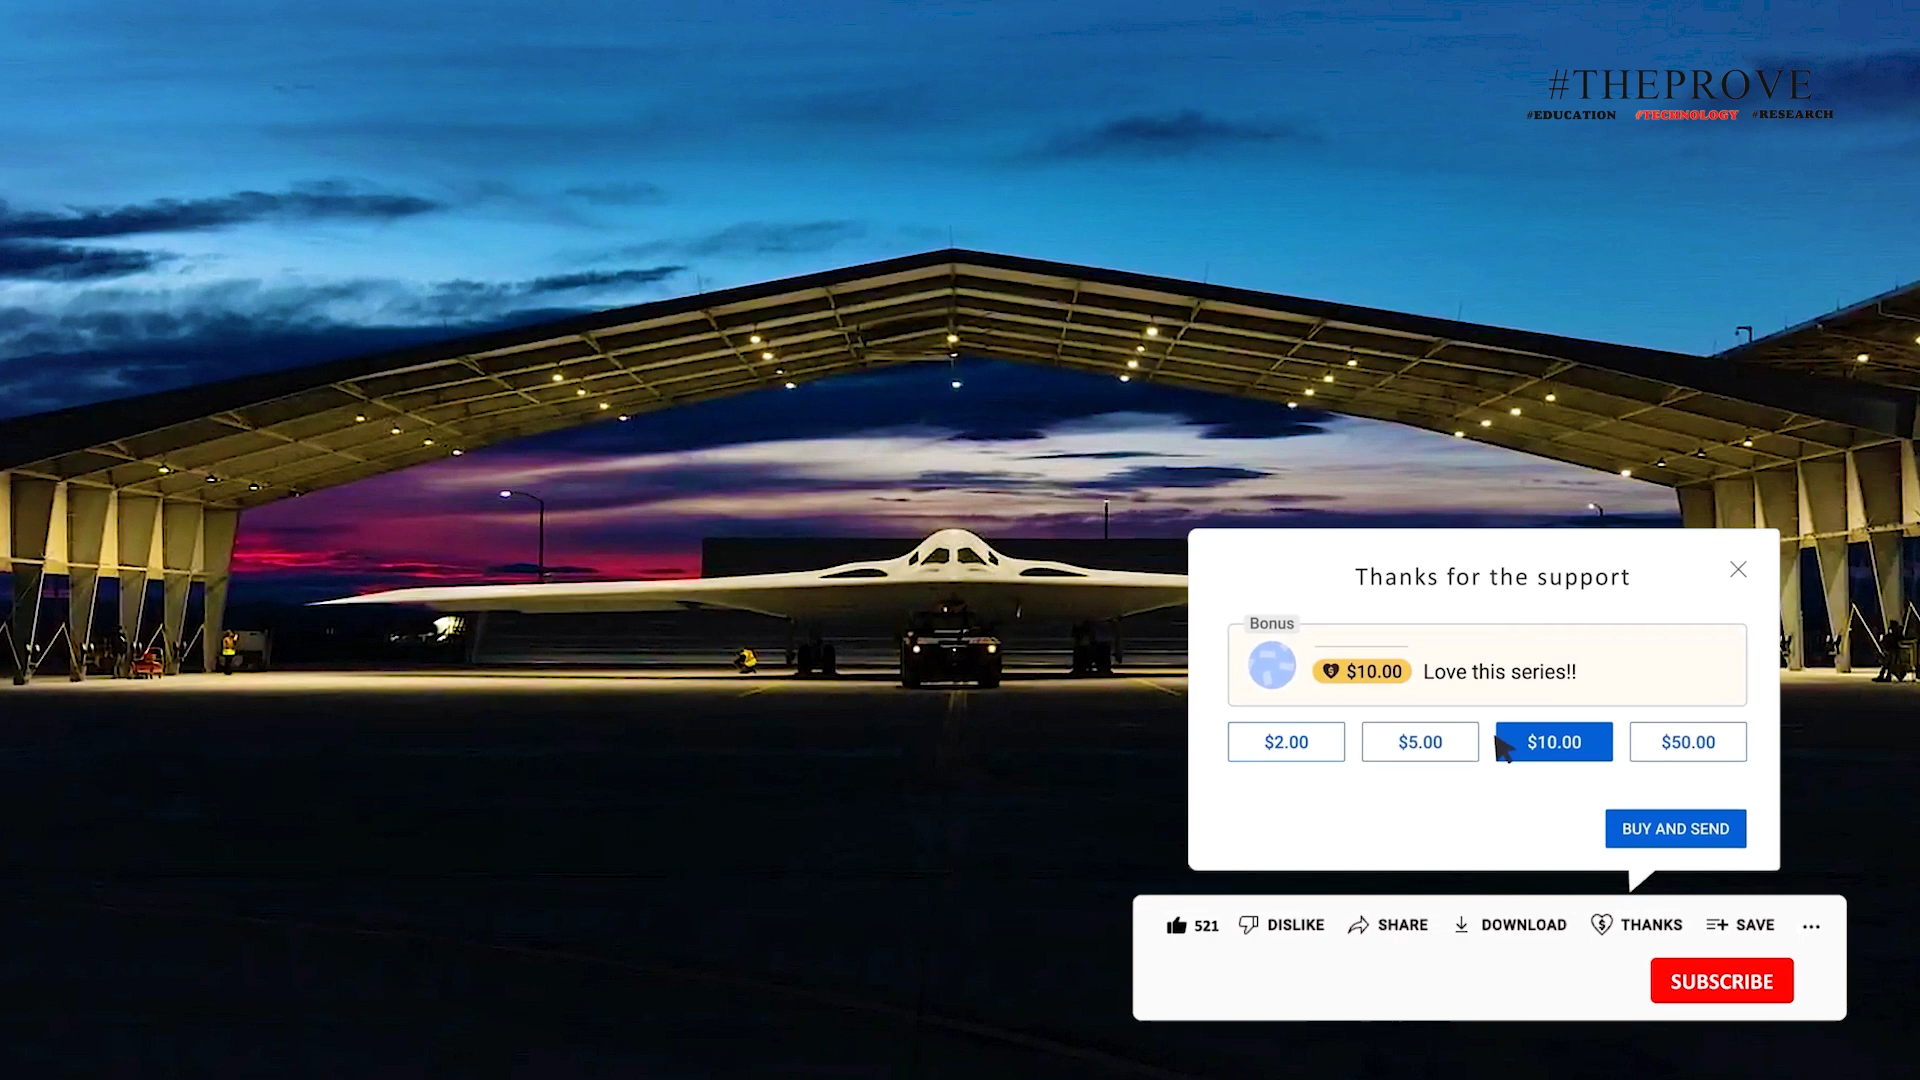 #THEPROVE
#EDUCATION #TECHNOLOGY #RESEARCH
Thanks for the support
Bonus
$10.00 Love this series!!
$2.00 $5.00 $10.00 $50.00
BUY AND SEND
521 DISLIKE SHARE DOWNLOAD THANKS SAVE ...
SUBSCRIBE